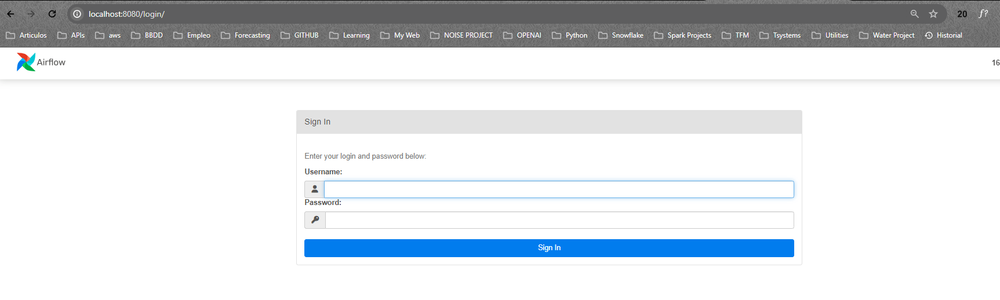 localhost:8080/login/ 20 f?
Articulos APIs aws BBDD Empleo Forecasting GITHUB Learning My Web NOISE PROJECT OPENAI Python Snowflake Spark Projects TFM Tsystems Utilities Water Project Historial
Airflow 16
Sign In
Enter your login and password below:
Username:
Password:
Sign In